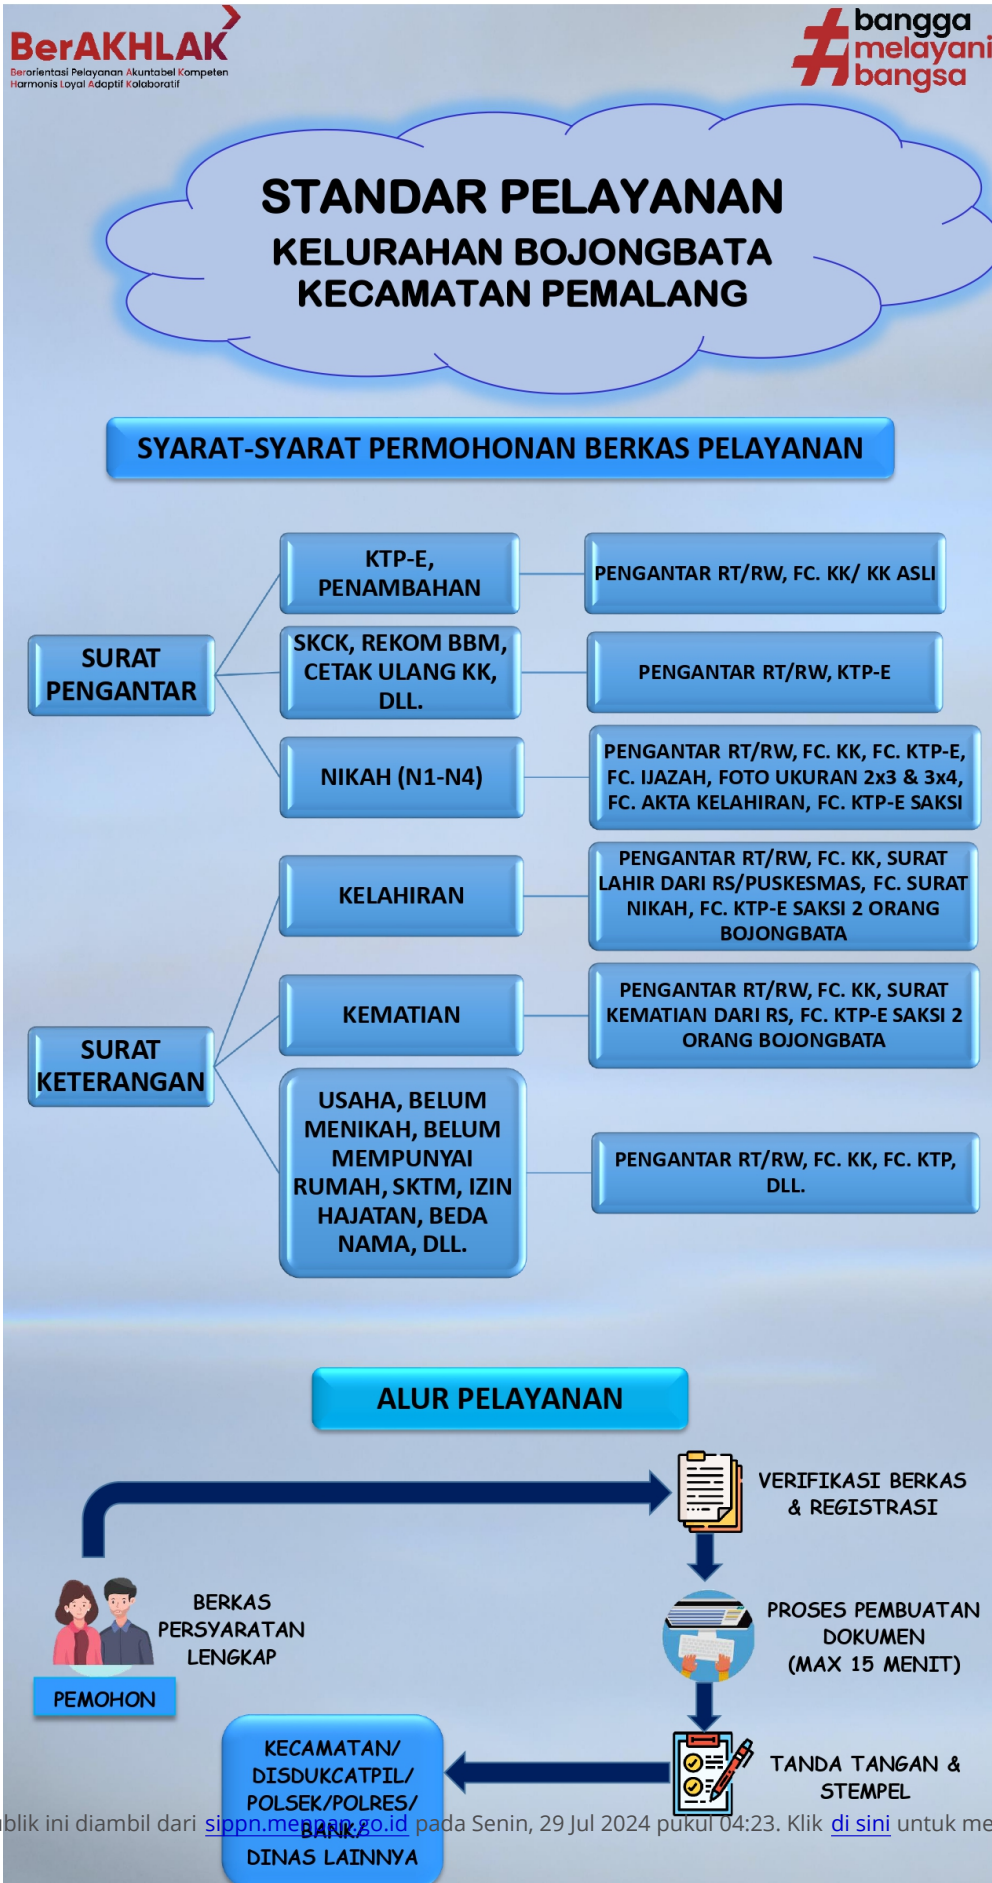 BerAKHLAK
Berorientasi Pelayanan Akuntabel Kompeten
Harmonis Loyal Adaptif Kolaboratif
bangga
melayani
bangsa
STANDAR PELAYANAN
KELURAHAN BOJONGBATA
KECAMATAN PEMALANG
SYARAT-SYARAT PERMOHONAN BERKAS PELAYANAN
SURAT
PENGANTAR
KTP-E,
PENAMBAHAN
PENGANTAR RT/RW, FC. KK/ KK ASLI
SKCK, REKOM BBM,
CETAK ULANG KK,
DLL.
PENGANTAR RT/RW, KTP-E
NIKAH (N1-N4)
PENGANTAR RT/RW, FC. KK, FC. KTP-E,
FC. IJAZAH, FOTO UKURAN 2x3 & 3x4,
FC. AKTA KELAHIRAN, FC. KTP-E SAKSI
SURAT
KETERANGAN
KELAHIRAN
PENGANTAR RT/RW, FC. KK, SURAT
LAHIR DARI RS/PUSKESMAS, FC. SURAT
NIKAH, FC. KTP-E SAKSI 2 ORANG
BOJONGBATA
KEMATIAN
PENGANTAR RT/RW, FC. KK, SURAT
KEMATIAN DARI RS, FC. KTP-E SAKSI 2
ORANG BOJONGBATA
USAHA, BELUM
MENIKAH, BELUM
MEMPUNYAI
RUMAH, SKTM, IZIN
HAJATAN, BEDA
NAMA, DLL.
PENGANTAR RT/RW, FC. KK, FC. KTP,
DLL.
ALUR PELAYANAN
VERIFIKASI BERKAS
& REGISTRASI
BERKAS
PERSYARATAN
LENGKAP
PEMOHON
PROSES PEMBUATAN
DOKUMEN
(MAX 15 MENIT)
TANDA TANGAN &
STEMPEL
KECAMATAN/
DISDUKCATPIL/
POLSEK/POLRES/
BANK/
DINAS LAINNYA
blik ini diambil dari sippn.menpan.go.id pada Senin, 29 Jul 2024 pukul 04:23. Klik di sini untuk me